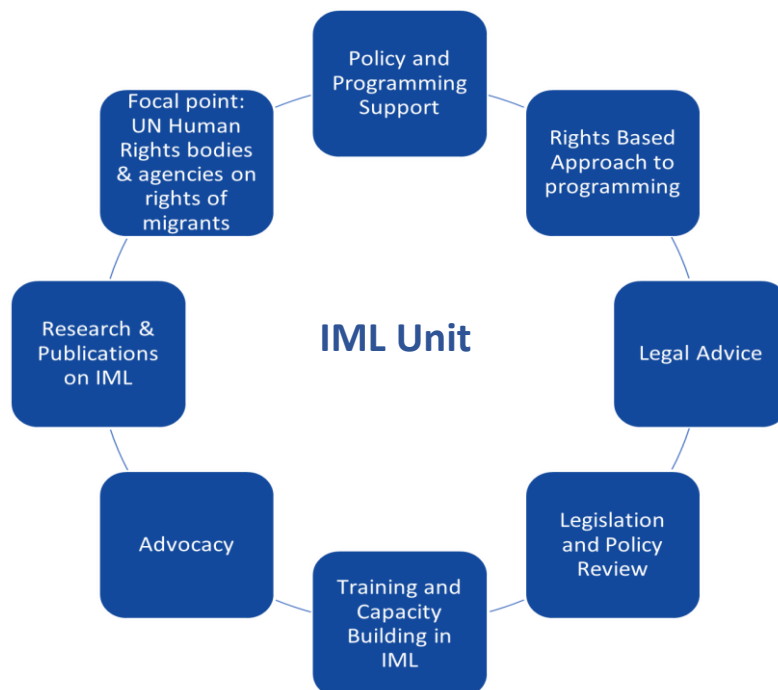 Policy and
Programming
Support
Rights Based
Approach to
programming
Legal Advice
Legislation
and Policy
Review
Training and
Capacity
Building in
IML
Advocacy
Research &
Publications
on IML
Focal point:
UN Human
Rights bodies
& agencies on
rights of
migrants
IML Unit